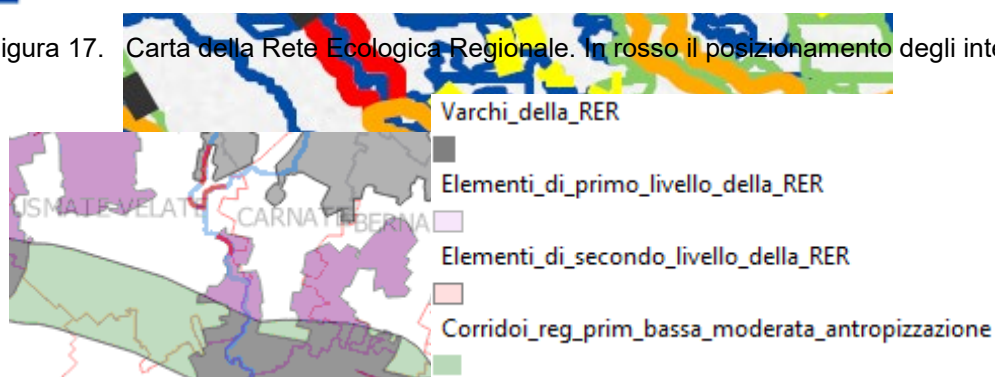 igura 17. Carta della Rete Ecologica Regionale. In rosso il posizionamento degli inte
Varchi_della_RER
Elementi_di_primo_livello_della_RER
USMATE VELATE
CARNATE
BERNA
Elementi_di_secondo_livello_della_RER
Corridoi_reg_prim_bassa_moderata_antropizzazione